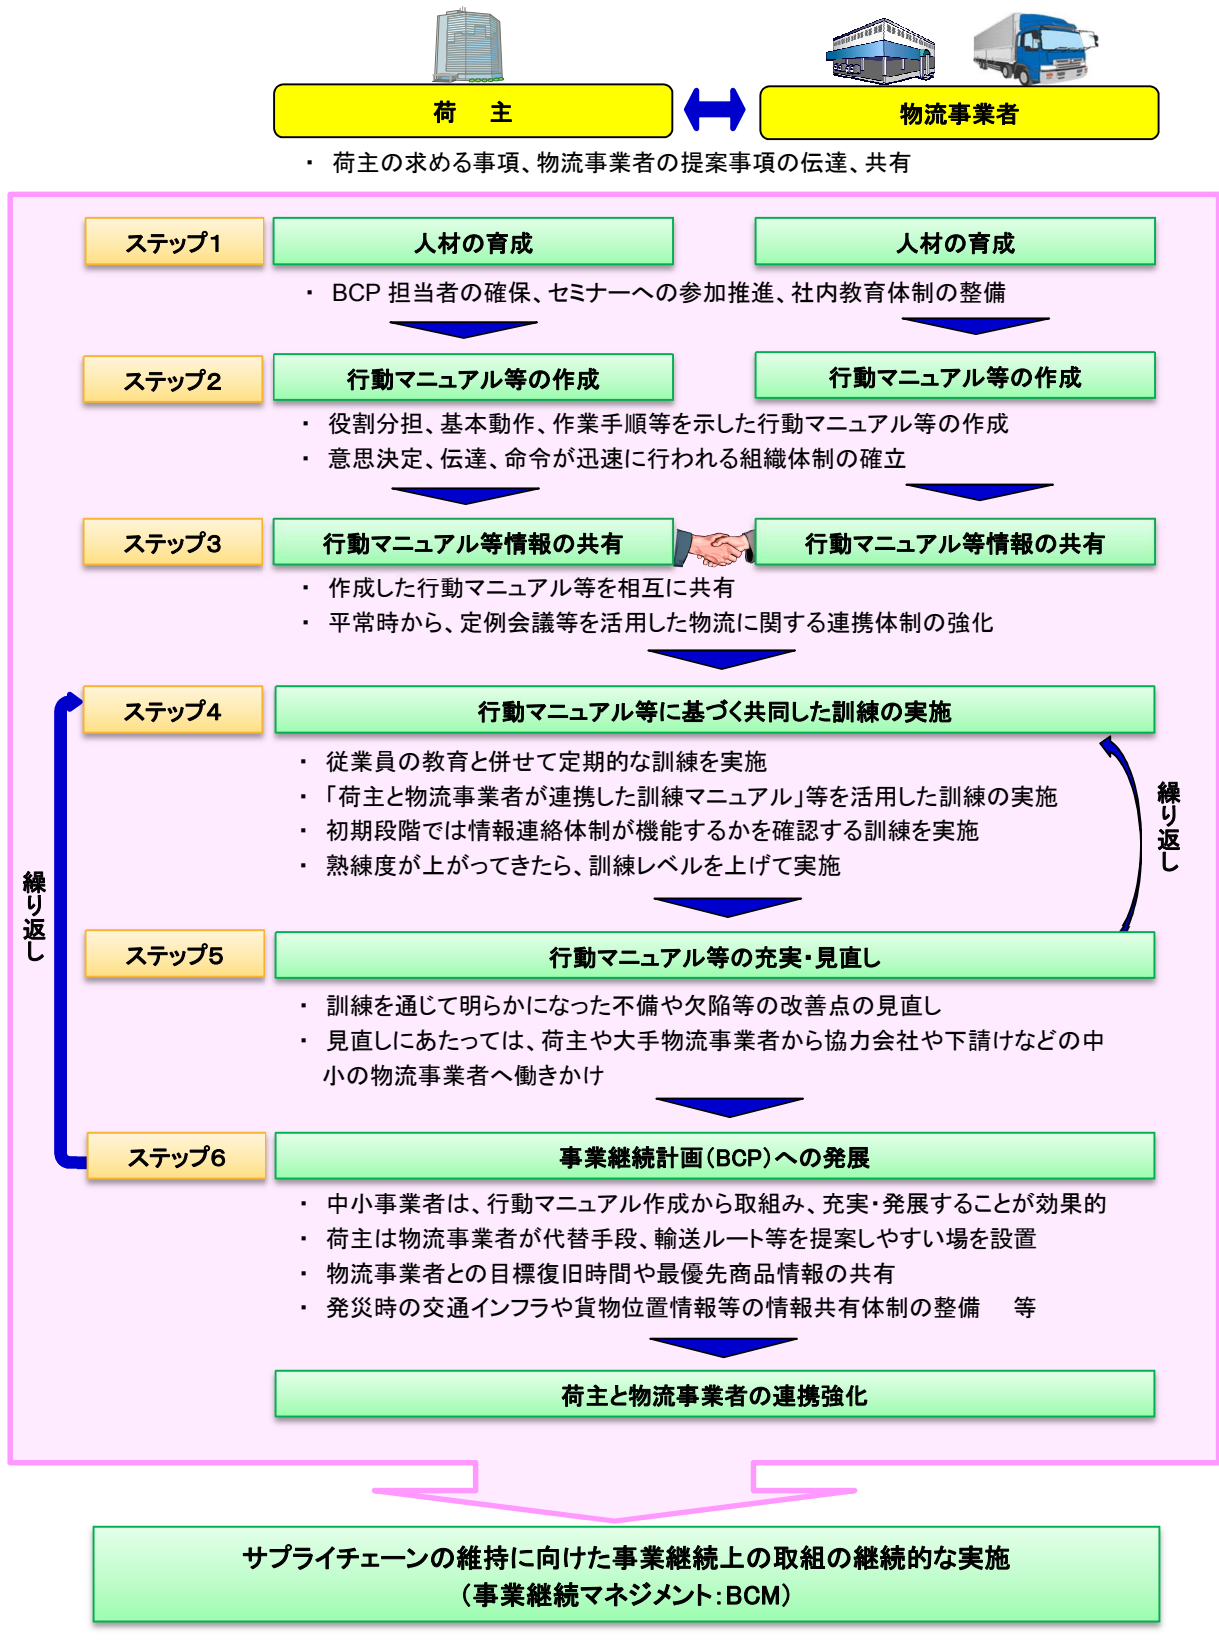 荷　主
物流事業者
・ 荷主の求める事項、物流事業者の提案事項の伝達、共有
ステップ1
人材の育成
人材の育成
・ BCP 担当者の確保、セミナーへの参加推進、社内教育体制の整備
ステップ2
行動マニュアル等の作成
行動マニュアル等の作成
・ 役割分担、基本動作、作業手順等を示した行動マニュアル等の作成
・ 意思決定、伝達、命令が迅速に行われる組織体制の確立
ステップ3
行動マニュアル等情報の共有
行動マニュアル等情報の共有
・ 作成した行動マニュアル等を相互に共有
・ 平常時から、定例会議等を活用した物流に関する連携体制の強化
ステップ4
行動マニュアル等に基づく共同した訓練の実施
・ 従業員の教育と併せて定期的な訓練を実施
・ 「荷主と物流事業者が連携した訓練マニュアル」等を活用した訓練の実施
・ 初期段階では情報連絡体制が機能するかを確認する訓練を実施
・ 熟練度が上がってきたら、訓練レベルを上げて実施
繰り返し
繰り返し
ステップ5
行動マニュアル等の充実・見直し
・ 訓練を通じて明らかになった不備や欠陥等の改善点の見直し
・ 見直しにあたっては、荷主や大手物流事業者から協力会社や下請けなどの中
小の物流事業者へ働きかけ
ステップ6
事業継続計画（BCP）への発展
・ 中小事業者は、行動マニュアル作成から取組み、充実・発展することが効果的
・ 荷主は物流事業者が代替手段、輸送ルート等を提案しやすい場を設置
・ 物流事業者との目標復旧時間や最優先商品情報の共有
・ 発災時の交通インフラや貨物位置情報等の情報共有体制の整備　等
荷主と物流事業者の連携強化
サプライチェーンの維持に向けた事業継続上の取組の継続的な実施
（事業継続マネジメント：BCM）